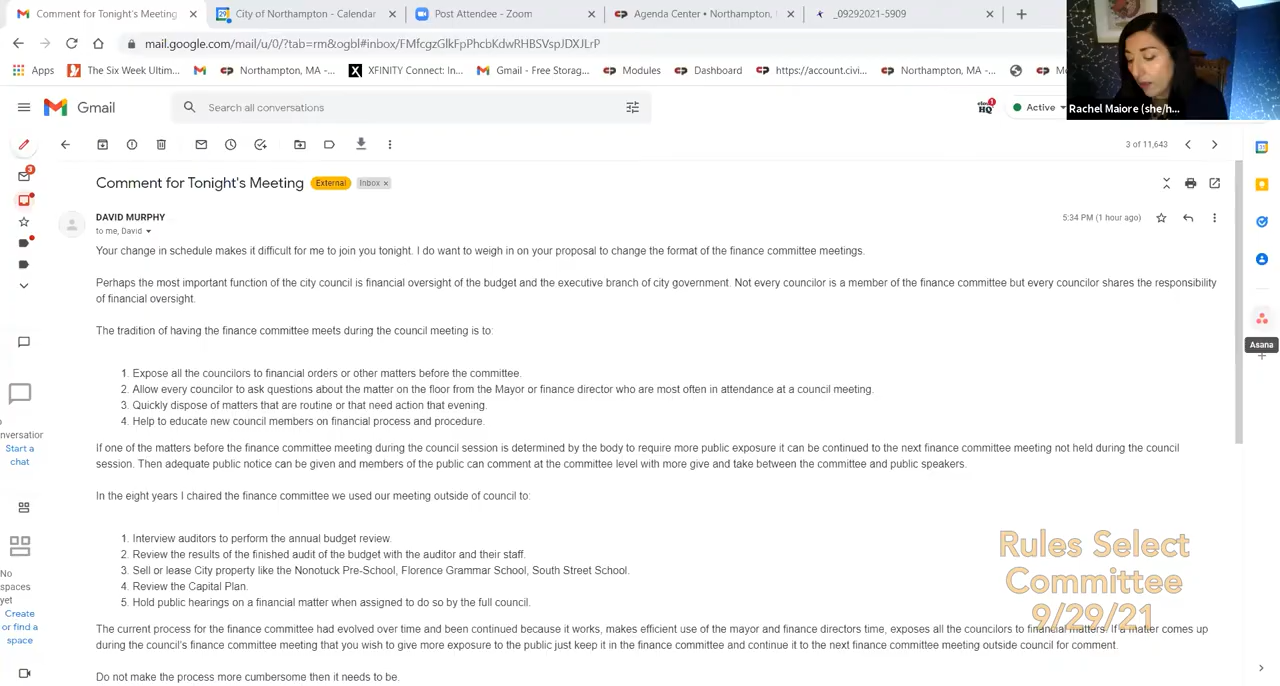 Comment for Tonight's Meeting
City of Northampton - Calendar
Post Attendee - Zoom
Agenda Center • Northampton,
_09292021-5909
mail.google.com/mail/u/0/?tab=rm&ogbl#inbox/FMfcgzGlkFpPhcbKdwRHBSVspJDXJLrP
Apps
The Six Week Ultim...
Northampton, MA -...
XFINITY Connect: In...
Gmail - Free Storag...
Modules
Dashboard
https://account.civi...
Northampton, MA -...
Rachel Maiore (she/h...
Gmail
Search all conversations
HQ
Active
3 of 11,643
3
Comment for Tonight's Meeting External Inbox ×
DAVID MURPHY
5:34 PM (1 hour ago)
to me, David
Your change in schedule makes it difficult for me to join you tonight. I do want to weigh in on your proposal to change the format of the finance committee meetings.
Perhaps the most important function of the city council is financial oversight of the budget and the executive branch of city government. Not every councilor is a member of the finance committee but every councilor shares the responsibility
of financial oversight.
The tradition of having the finance committee meets during the council meeting is to:
Asana
1. Expose all the councilors to financial orders or other matters before the committee.
2. Allow every councilor to ask questions about the matter on the floor from the Mayor or finance director who are most often in attendance at a council meeting.
3. Quickly dispose of matters that are routine or that need action that evening.
4. Help to educate new council members on financial process and procedure.
nversation
Start a
chat
If one of the matters before the finance committee meeting during the council session is determined by the body to require more public exposure it can be continued to the next finance committee meeting not held during the council
session. Then adequate public notice can be given and members of the public can comment at the committee level with more give and take between the committee and public speakers.
In the eight years I chaired the finance committee we used our meeting outside of council to:
1. Interview auditors to perform the annual budget review.
2. Review the results of the finished audit of the budget with the auditor and their staff.
3. Sell or lease City property like the Nonotuck Pre-School, Florence Grammar School, South Street School.
4. Review the Capital Plan.
5. Hold public hearings on a financial matter when assigned to do so by the full council.
No
spaces
yet
Create
or find a
space
Rules Select
Committee
9/29/21
The current process for the finance committee had evolved over time and been continued because it works, makes efficient use of the mayor and finance directors time, exposes all the councilors to financial matters. If a matter comes up
during the council's finance committee meeting that you wish to give more exposure to the public just keep it in the finance committee and continue it to the next finance committee meeting outside council for comment.
Do not make the process more cumbersome then it needs to be.